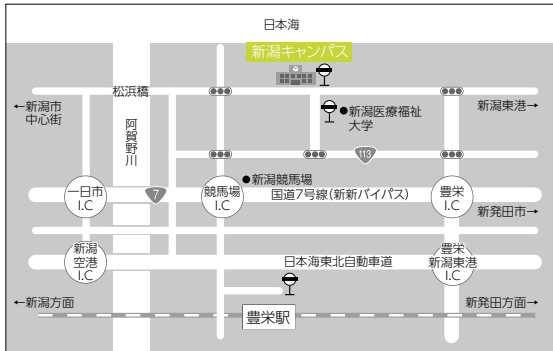 日本海
新潟キャンパス
松浜橋
←新潟市
中心街
新潟東港→
●新潟医療福祉
大学
阿賀野川
113
●新潟競馬場
一日市
I.C
7
競馬場
I.C
国道7号線(新新バイパス)
豊栄
I.C
新発田市→
新潟
空港
I.C
日本海東北自動車道
豊栄
新潟東港
I.C
←新潟方面
新発田方面→
豊栄駅